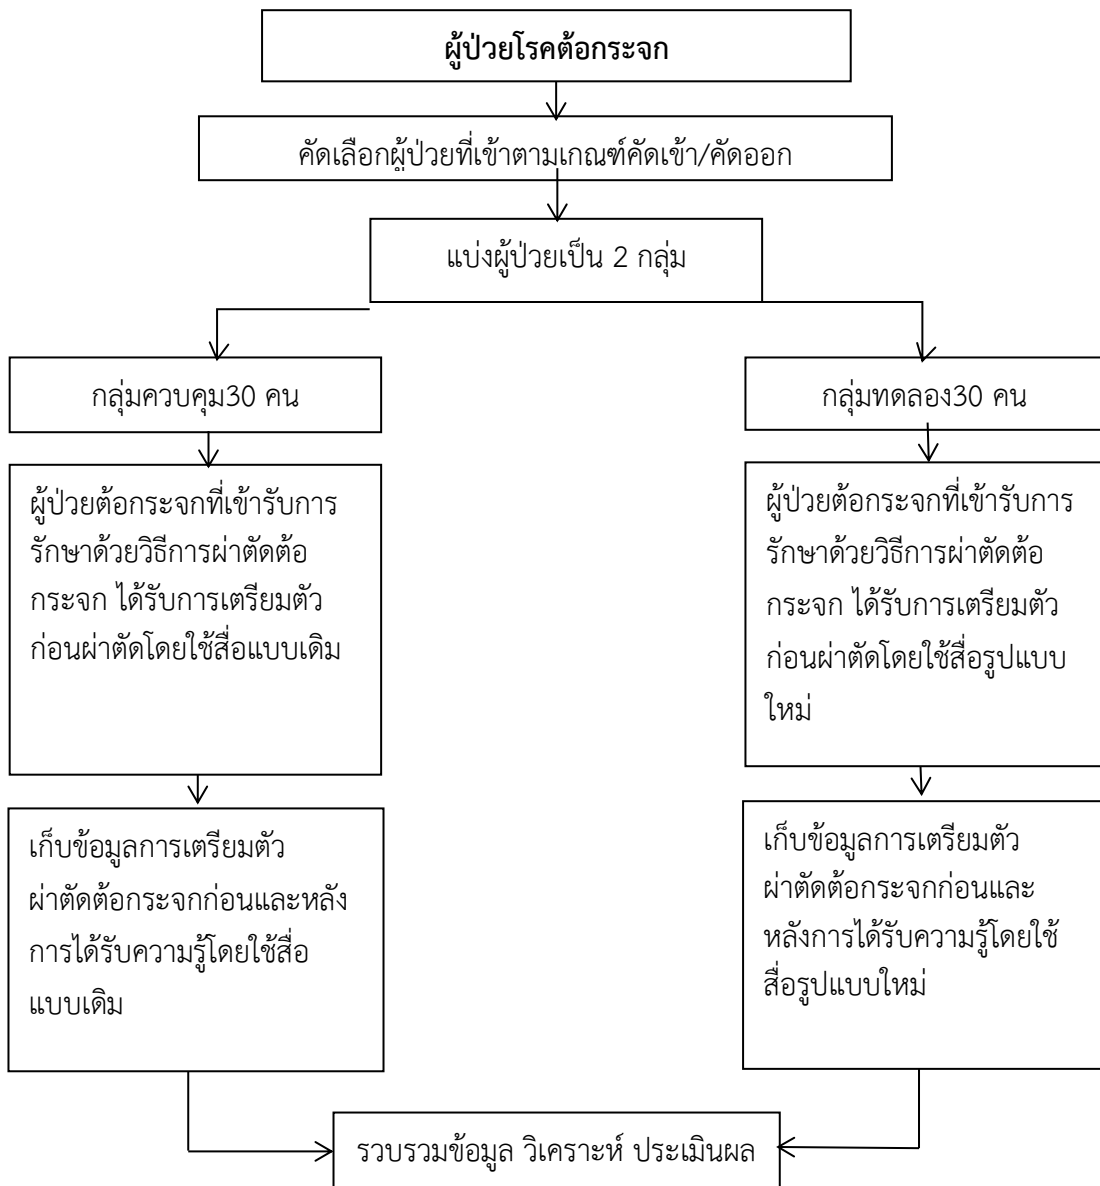 ผู้ป่วยโรคต้อกระจก
คัดเลือกผู้ป่วยที่เข้าตามเกณฑ์คัดเข้า/คัดออก
แบ่งผู้ป่วยเป็น 2 กลุ่ม
กลุ่มควบคุม30 คน
กลุ่มทดลอง30 คน
ผู้ป่วยต้อกระจกที่เข้ารับการ
รักษาด้วยวิธีการผ่าตัดต้อ
กระจก ได้รับการเตรียมตัว
ก่อนผ่าตัดโดยใช้สื่อแบบเดิม
ผู้ป่วยต้อกระจกที่เข้ารับการ
รักษาด้วยวิธีการผ่าตัดต้อ
กระจก ได้รับการเตรียมตัว
ก่อนผ่าตัดโดยใช้สื่อรูปแบบ
ใหม่
เก็บข้อมูลการเตรียมตัว
ผ่าตัดต้อกระจกก่อนและหลัง
การได้รับความรู้โดยใช้สื่อ
แบบเดิม
เก็บข้อมูลการเตรียมตัว
ผ่าตัดต้อกระจกก่อนและ
หลังการได้รับความรู้โดยใช้
สื่อรูปแบบใหม่
รวบรวมข้อมูล วิเคราะห์ ประเมินผล